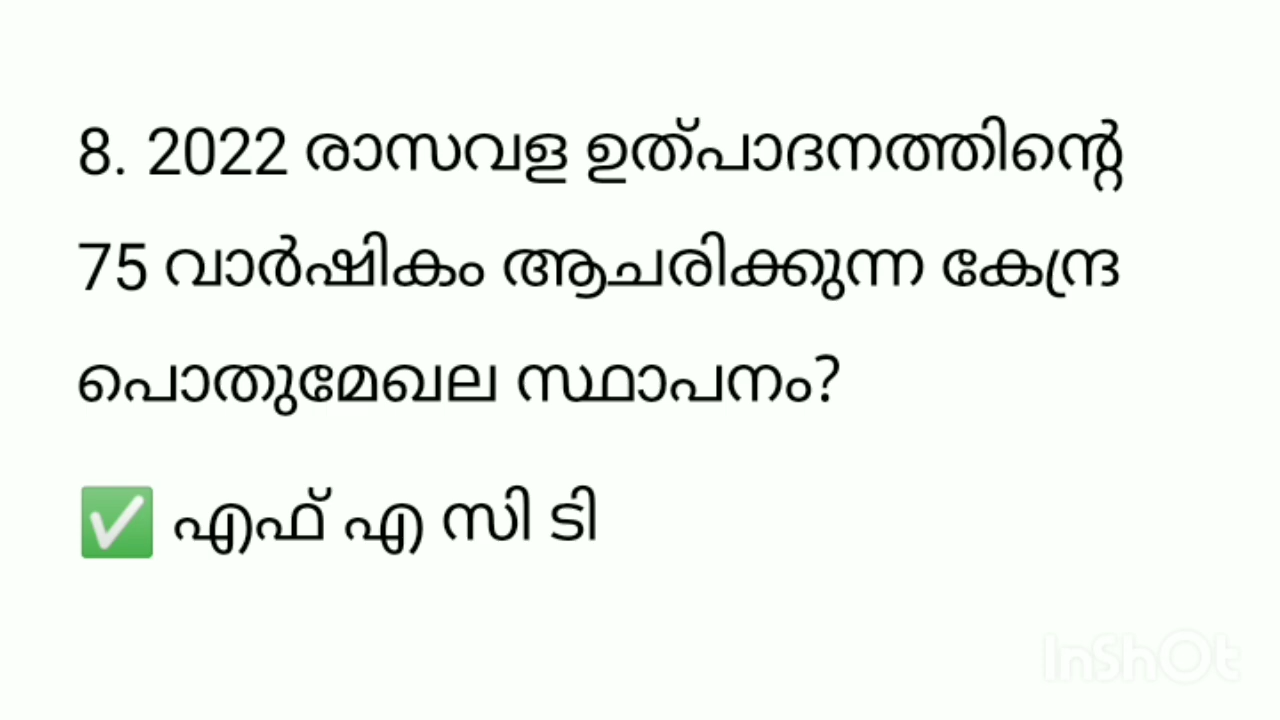 8. 2022 രാസവള ഉത്പാദനത്തിന്റെ
75 വാർഷികം ആചരിക്കുന്ന കേന്ദ്ര
പൊതുമേഖല സ്ഥാപനം?
✅ എഫ് എ സി ടി
InShOt